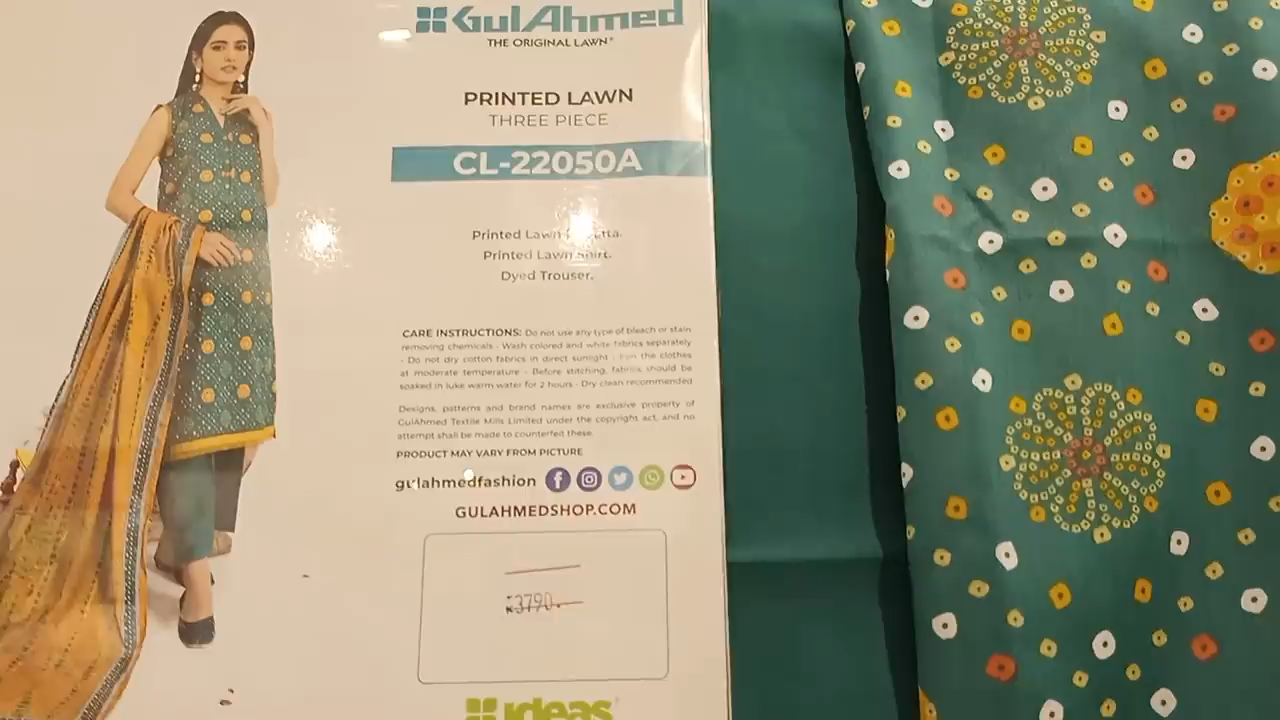 GulAhmed
THE ORIGINAL LAWN®
PRINTED LAWN
THREE PIECE
CL-22050A
Printed Lawn
Printed Lawn Shirt.
Dyed Trouser.
CARE INSTRUCTIONS: Do not use any type of bleach or stain
removing chemicals - Wash colored and white fabrics separately
- Do not dry cotton fabrics in direct sunlight - Iron the clothes
at moderate temperature - Before stitching, fabrics should be
soaked in luke warm water for 2 hours - Dry clean recommended
Designs, patterns and brand names are exclusive property of
GulAhmed Textile Mills Limited under the copyright act, and no
attempt shall be made to counterfeit these.
PRODUCT MAY VARY FROM PICTURE
gulahmedfashion
GULAHMEDSHOP.COM
3790
ideas